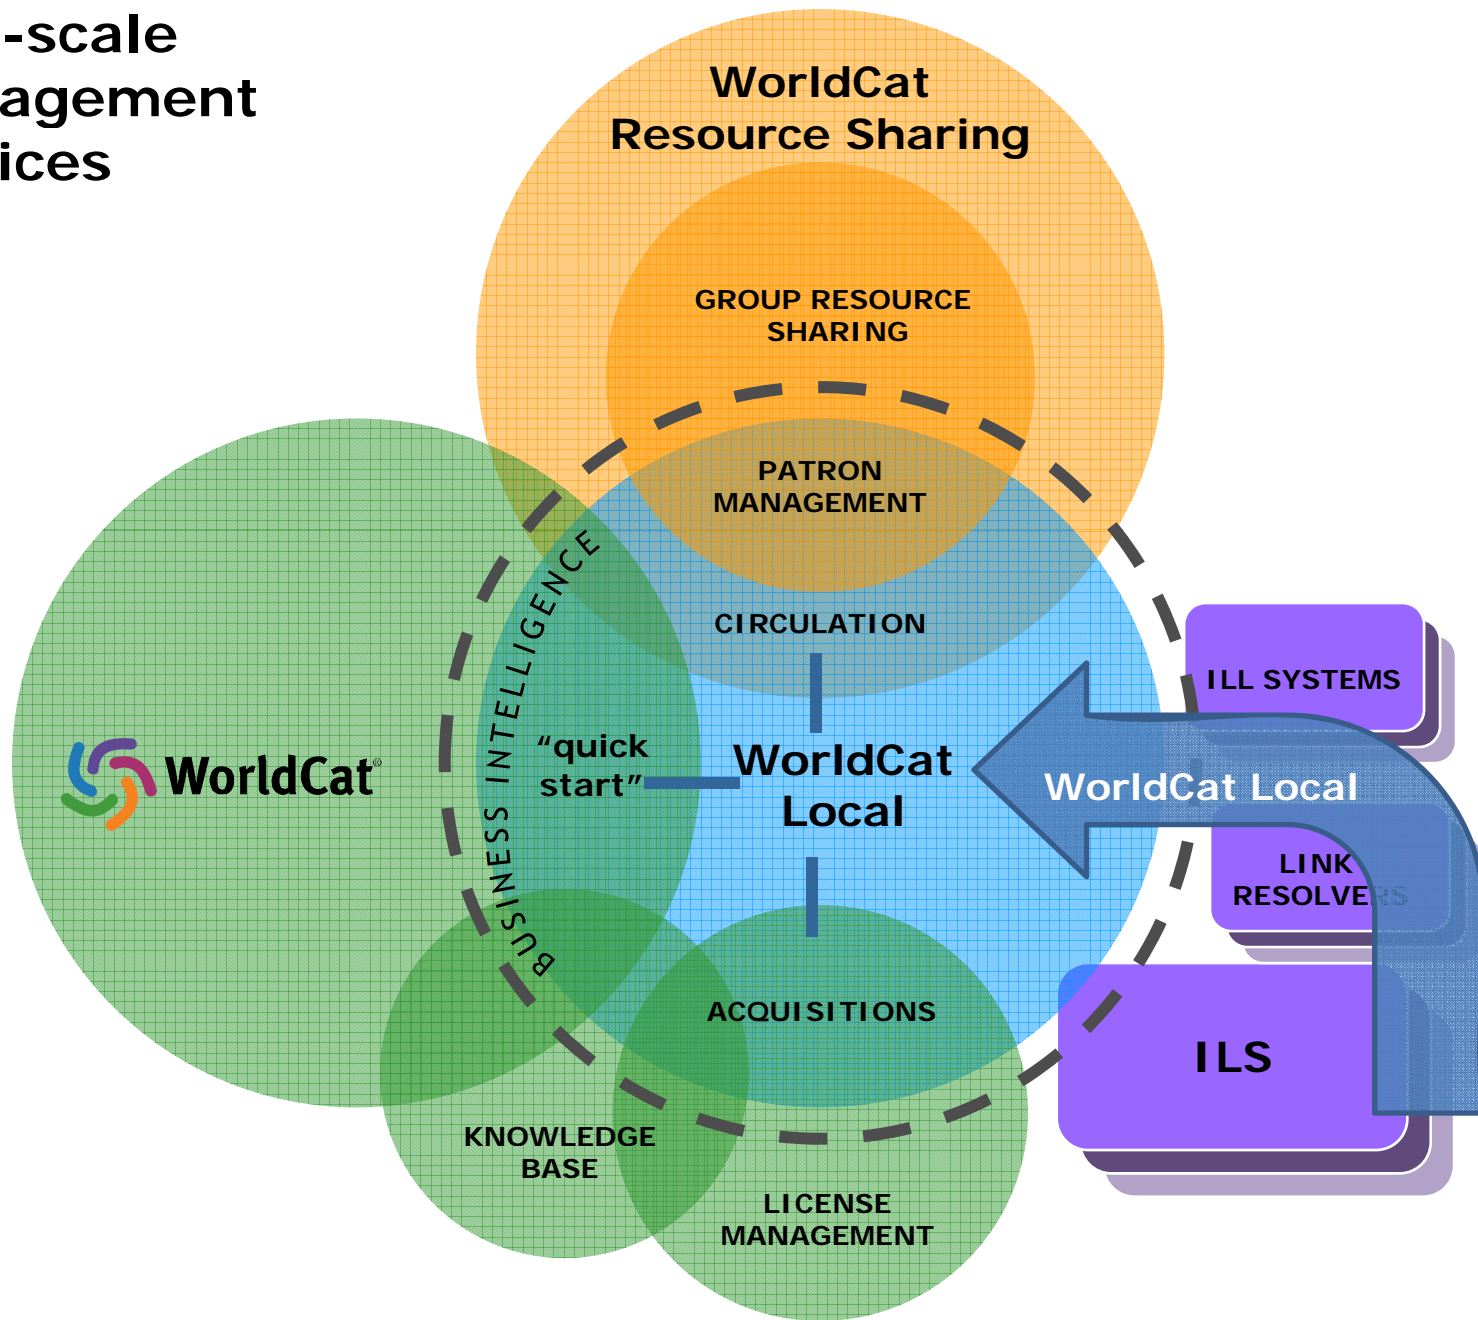 -scale
agement
ices
WorldCat
Resource Sharing
GROUP RESOURCE
SHARING
PATRON
MANAGEMENT
BUSINESS INTELLIGENCE
CIRCULATION
ILL SYSTEMS
WorldCat®
“quick
start”
WorldCat
Local
WorldCat Local
LINK
RESOLVERS
ACQUISITIONS
ILS
KNOWLEDGE
BASE
LICENSE
MANAGEMENT